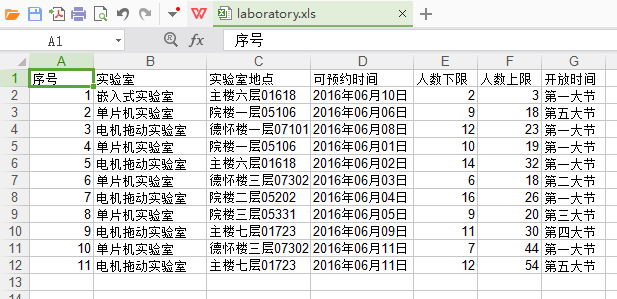 laboratory.xls
A1 fx 序号
A B C D E F G
1 序号 实验室 实验室地点 可预约时间 人数下限 人数上限 开放时间
2 1 嵌入式实验室 主楼六层01618 2016年06月10日 2 3 第一大节
3 2 单片机实验室 院楼一层05106 2016年06月06日 9 18 第五大节
4 3 电机拖动实验室 德怀楼一层07101 2016年06月08日 12 23 第一大节
5 4 单片机实验室 院楼一层05106 2016年06月01日 10 19 第一大节
6 5 电机拖动实验室 主楼六层01618 2016年06月02日 14 32 第一大节
7 6 单片机实验室 德怀楼三层07302 2016年06月03日 6 18 第二大节
8 7 电机拖动实验室 院楼二层05202 2016年06月04日 16 26 第一大节
9 8 单片机实验室 院楼三层05331 2016年06月05日 9 20 第三大节
10 9 电机拖动实验室 主楼七层01723 2016年06月09日 11 30 第四大节
11 10 单片机实验室 德怀楼三层07302 2016年06月11日 7 44 第一大节
12 11 电机拖动实验室 主楼七层01723 2016年06月11日 12 54 第五大节
13